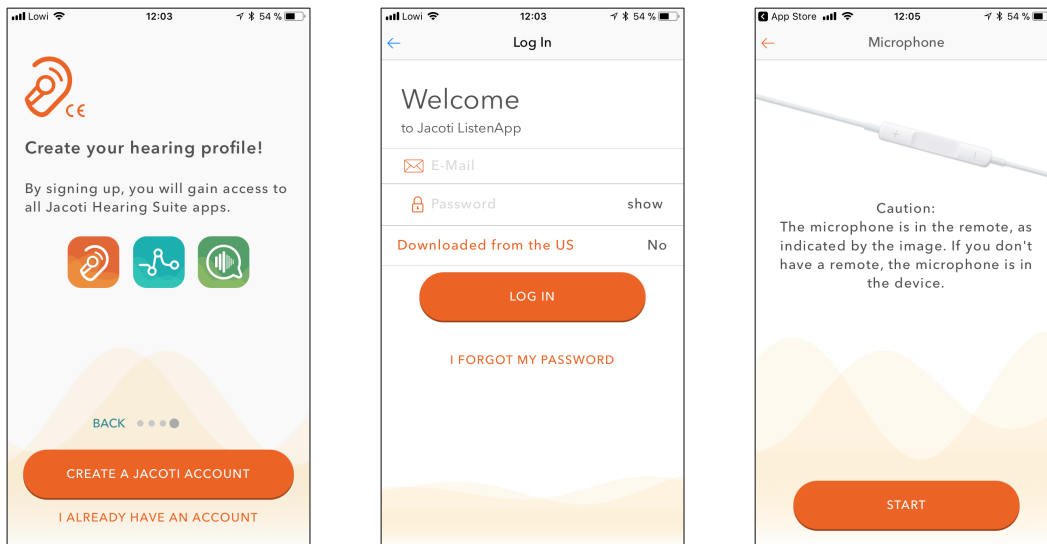 Lowi 12:03 54 %
CE
Create your hearing profile!
By signing up, you will gain access to
all Jacoti Hearing Suite apps.
BACK
CREATE A JACOTI ACCOUNT
I ALREADY HAVE AN ACCOUNT
Lowi 12:03 54 %
Log In
Welcome
to Jacoti ListenApp
E-Mail
Password show
Downloaded from the US No
LOG IN
I FORGOT MY PASSWORD
App Store 12:05 54 %
Microphone
Caution:
The microphone is in the remote, as
indicated by the image. If you don't
have a remote, the microphone is in
the device.
START